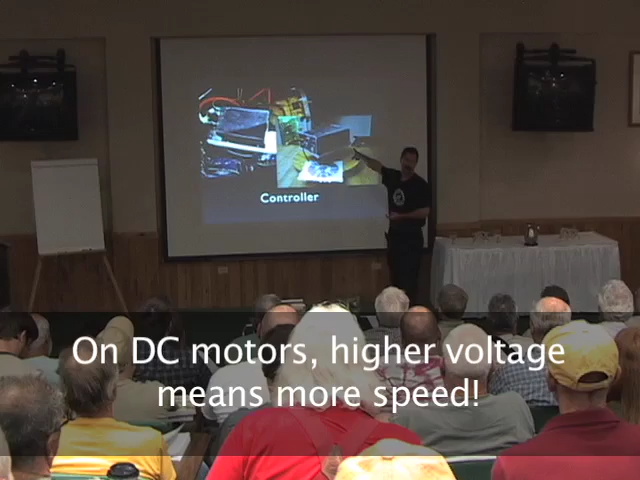 Controller
On DC motors, higher voltage
means more speed!